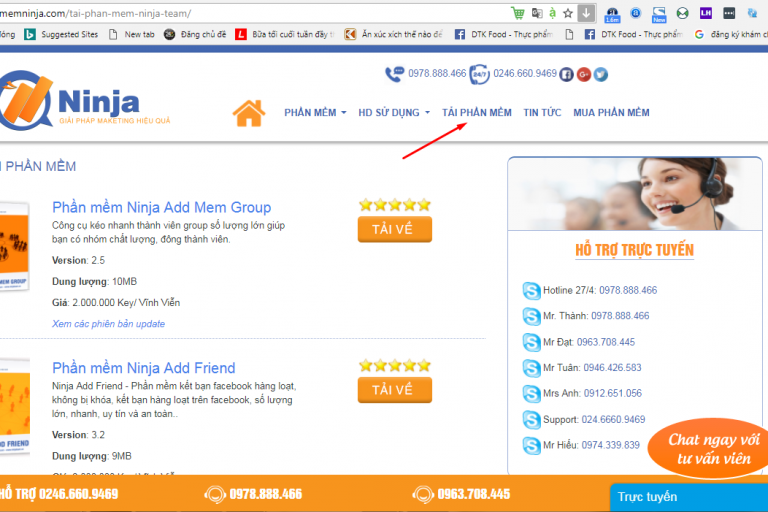 memninja.com/tai-phan-mem-ninja-team/
1.6m
New
LH
động
Suggested Sites
New tab
Đăng chủ đề
Bữa tối cuối tuần đầy t
Ăn xúc xích thế nào để
DTK Food - Thực phẩm
DTK Food - Thực phẩm
đăng ký khám c
0978.888.466
24/7
0246.660.9469
Ninja
GIẢI PHÁP MAKETING HIỆU QUẢ
PHẦN MỀM
HD SỬ DỤNG
TẢI PHẦN MỀM
TIN TỨC
MUA PHẦN MỀM
I PHẦN MỀM
Phần mềm Ninja Add Mem Group
Công cụ kéo nhanh thành viên group số lượng lớn giúp
bạn có nhóm chất lượng, đông thành viên.
Version: 2.5
Dung lượng: 10MB
Giá: 2.000.000 Key/ Vĩnh Viễn
Xem các phiên bản update
TẢI VỀ
MEM GROUP
Phần mềm Ninja Add Friend
Ninja Add Friend - Phần mềm kết bạn facebook hàng loạt,
không bị khóa, kết bạn hàng loạt trên facebook, số lượng
lớn, nhanh, uy tín và an toàn..
Version: 3.2
Dung lượng: 9MB
TẢI VỀ
D FRIEND
HỖ TRỢ TRỰC TUYẾN
Hotline 27/4: 0978.888.466
Mr. Thành: 0978.888.466
Mr Đạt: 0963.708.445
Mr Tuân: 0946.426.583
Mrs Anh: 0912.651.056
Support: 024.6660.9469
Mr Hiếu: 0974.339.839
Chat ngay với
tư vấn viên
HỖ TRỢ 0246.660.9469
0978.888.466
0963.708.445
Trực tuyến